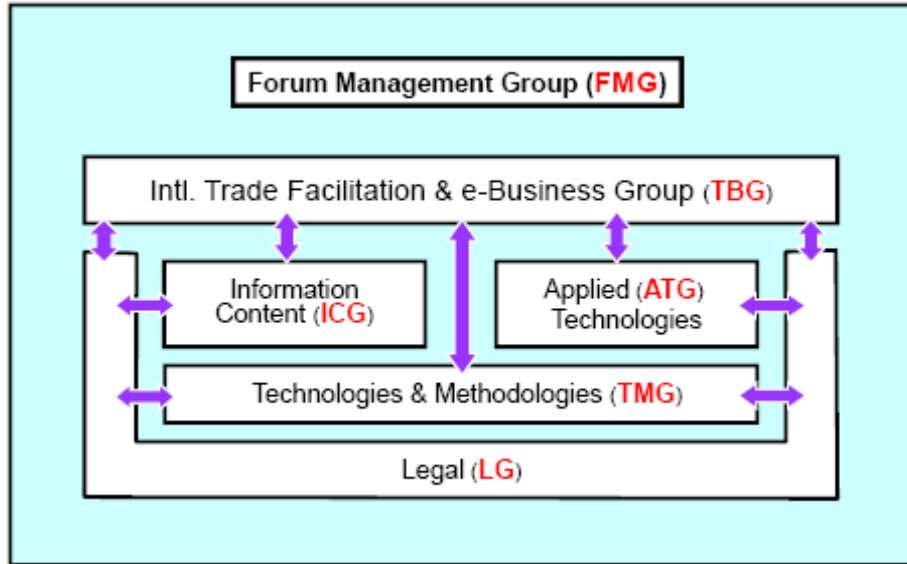 Forum Management Group (FMG)
Intl. Trade Facilitation & e-Business Group (TBG)
Information
Content (ICG)
Applied (ATG)
Technologies
Technologies & Methodologies (TMG)
Legal (LG)